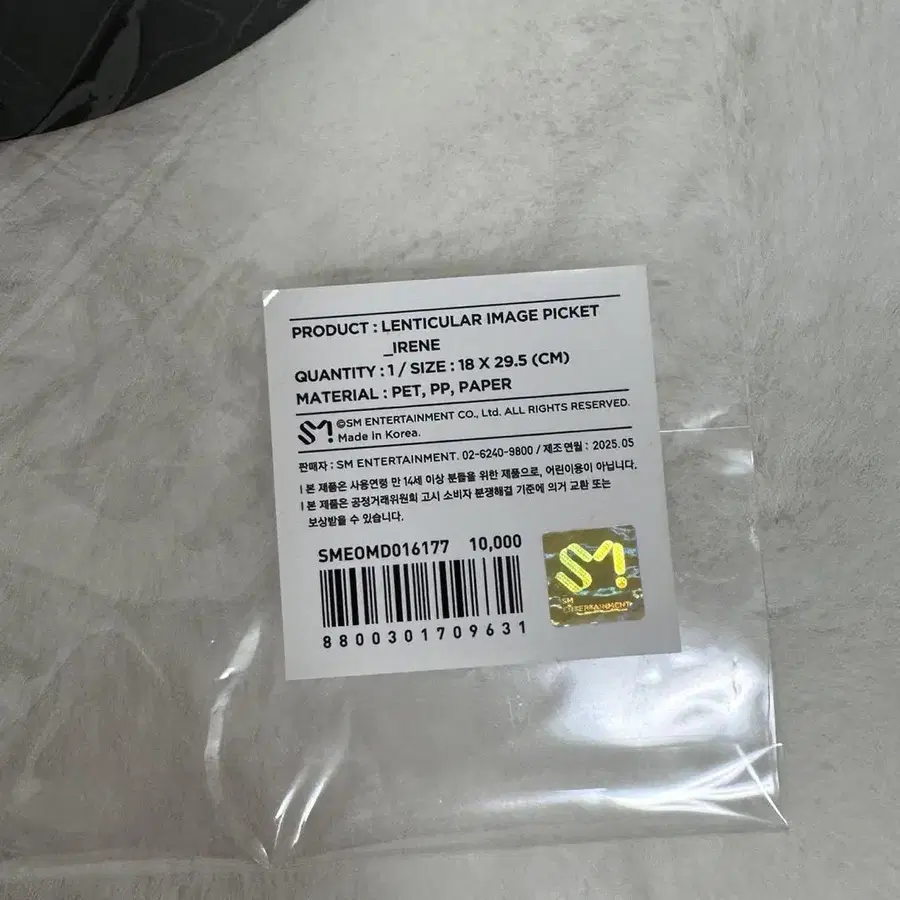 PRODUCT : LENTICULAR IMAGE PICKET
_IRENE
QUANTITY : 1 / SIZE : 18 X 29.5 (CM)
MATERIAL : PET, PP, PAPER
SM! ©SM ENTERTAINMENT CO., Ltd. ALL RIGHTS RESERVED.
Made in Korea.
판매자 : SM ENTERTAINMENT. 02-6240-9800 / 제조연월 : 2025.05
| 본 제품은 사용연령 만 14세 이상 분들을 위한 제품으로, 어린이용이 아닙니다.
| 본 제품은 공정거래위원회 고시 소비자 분쟁해결 기준에 의거 교환 또는
보상받을 수 있습니다.
SMEOMD016177 10,000
8800301709631
SM!
SM
ENTERTAINMENT